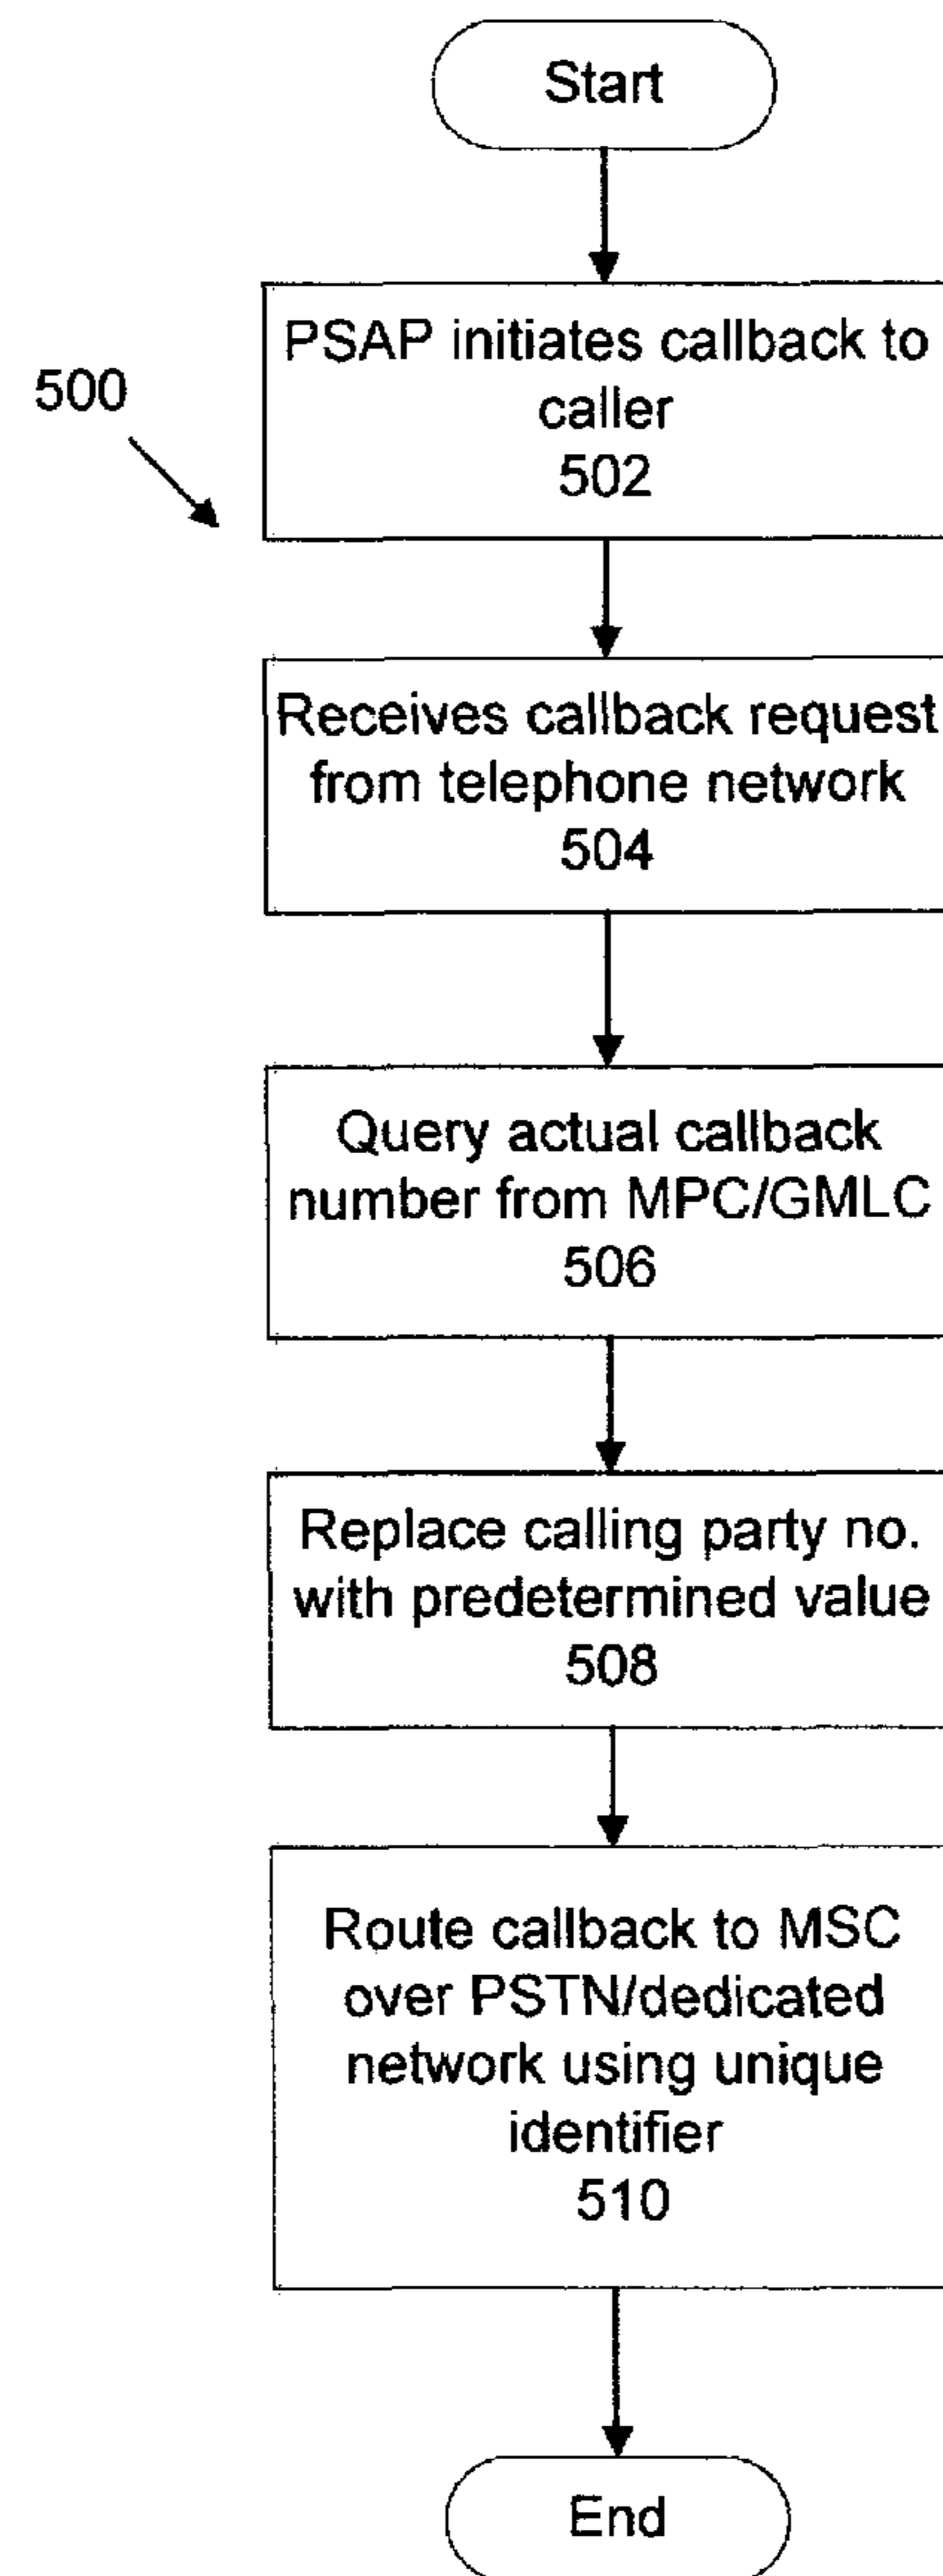 Start
500
PSAP initiates callback to
caller
502
Receives callback request
from telephone network
504
Query actual callback
number from MPC/GMLC
506
Replace calling party no.
with predetermined value
508
Route callback to MSC
over PSTN/dedicated
network using unique
identifier
510
End